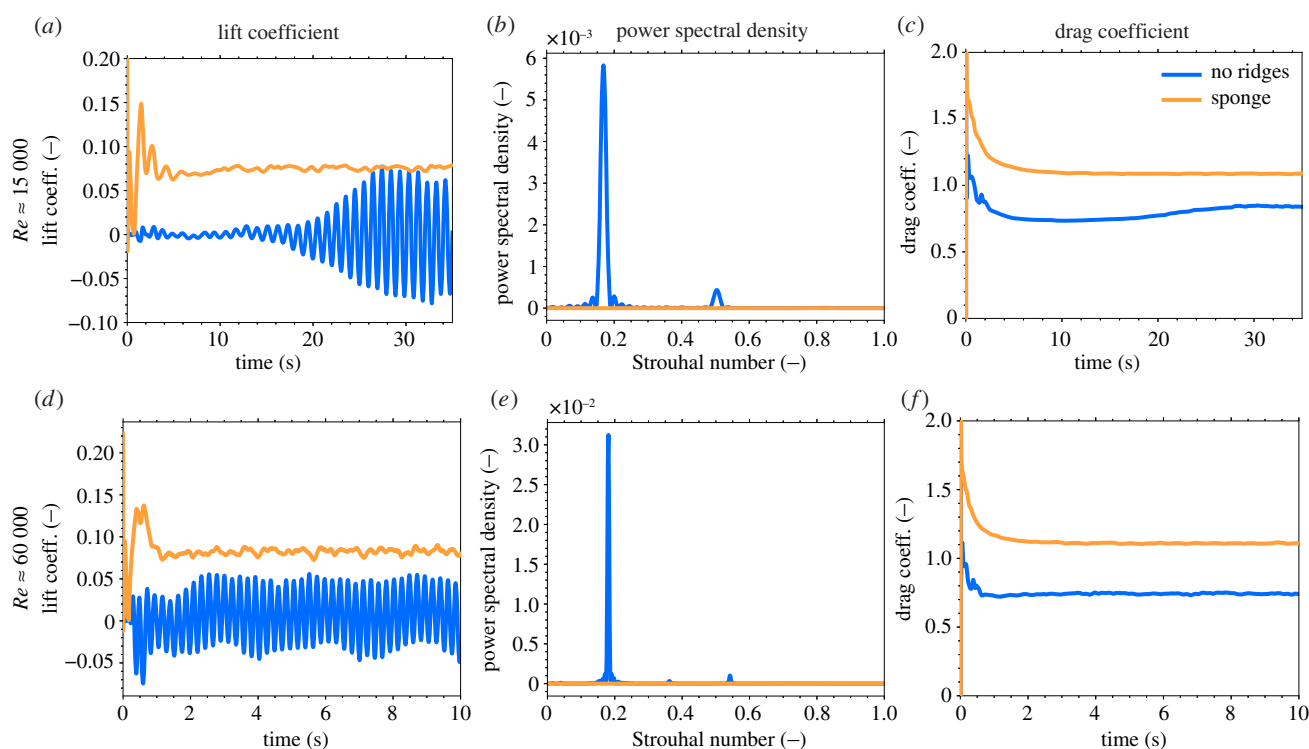 (a) lift coefficient
(b) power spectral density
(c) drag coefficient
Re ≈ 15 000
lift coeff. (–)
0.20
0.15
0.10
0.05
0
−0.05
−0.10
0 10 20 30
time (s)
×10−3
power spectral density (–)
6
5
4
3
2
1
0
0 0.2 0.4 0.6 0.8 1.0
Strouhal number (–)
drag coeff. (–)
2.0
1.5
1.0
0.5
0
no ridges
sponge
0 10 20 30
time (s)
(d)
(e)
(f)
Re ≈ 60 000
lift coeff. (–)
0.20
0.15
0.10
0.05
0
−0.05
0 2 4 6 8 10
time (s)
×10−2
power spectral density (–)
3.0
2.5
2.0
1.5
1.0
0.5
0
0 0.2 0.4 0.6 0.8 1.0
Strouhal number (–)
drag coeff. (–)
2.0
1.5
1.0
0.5
0
0 2 4 6 8 10
time (s)